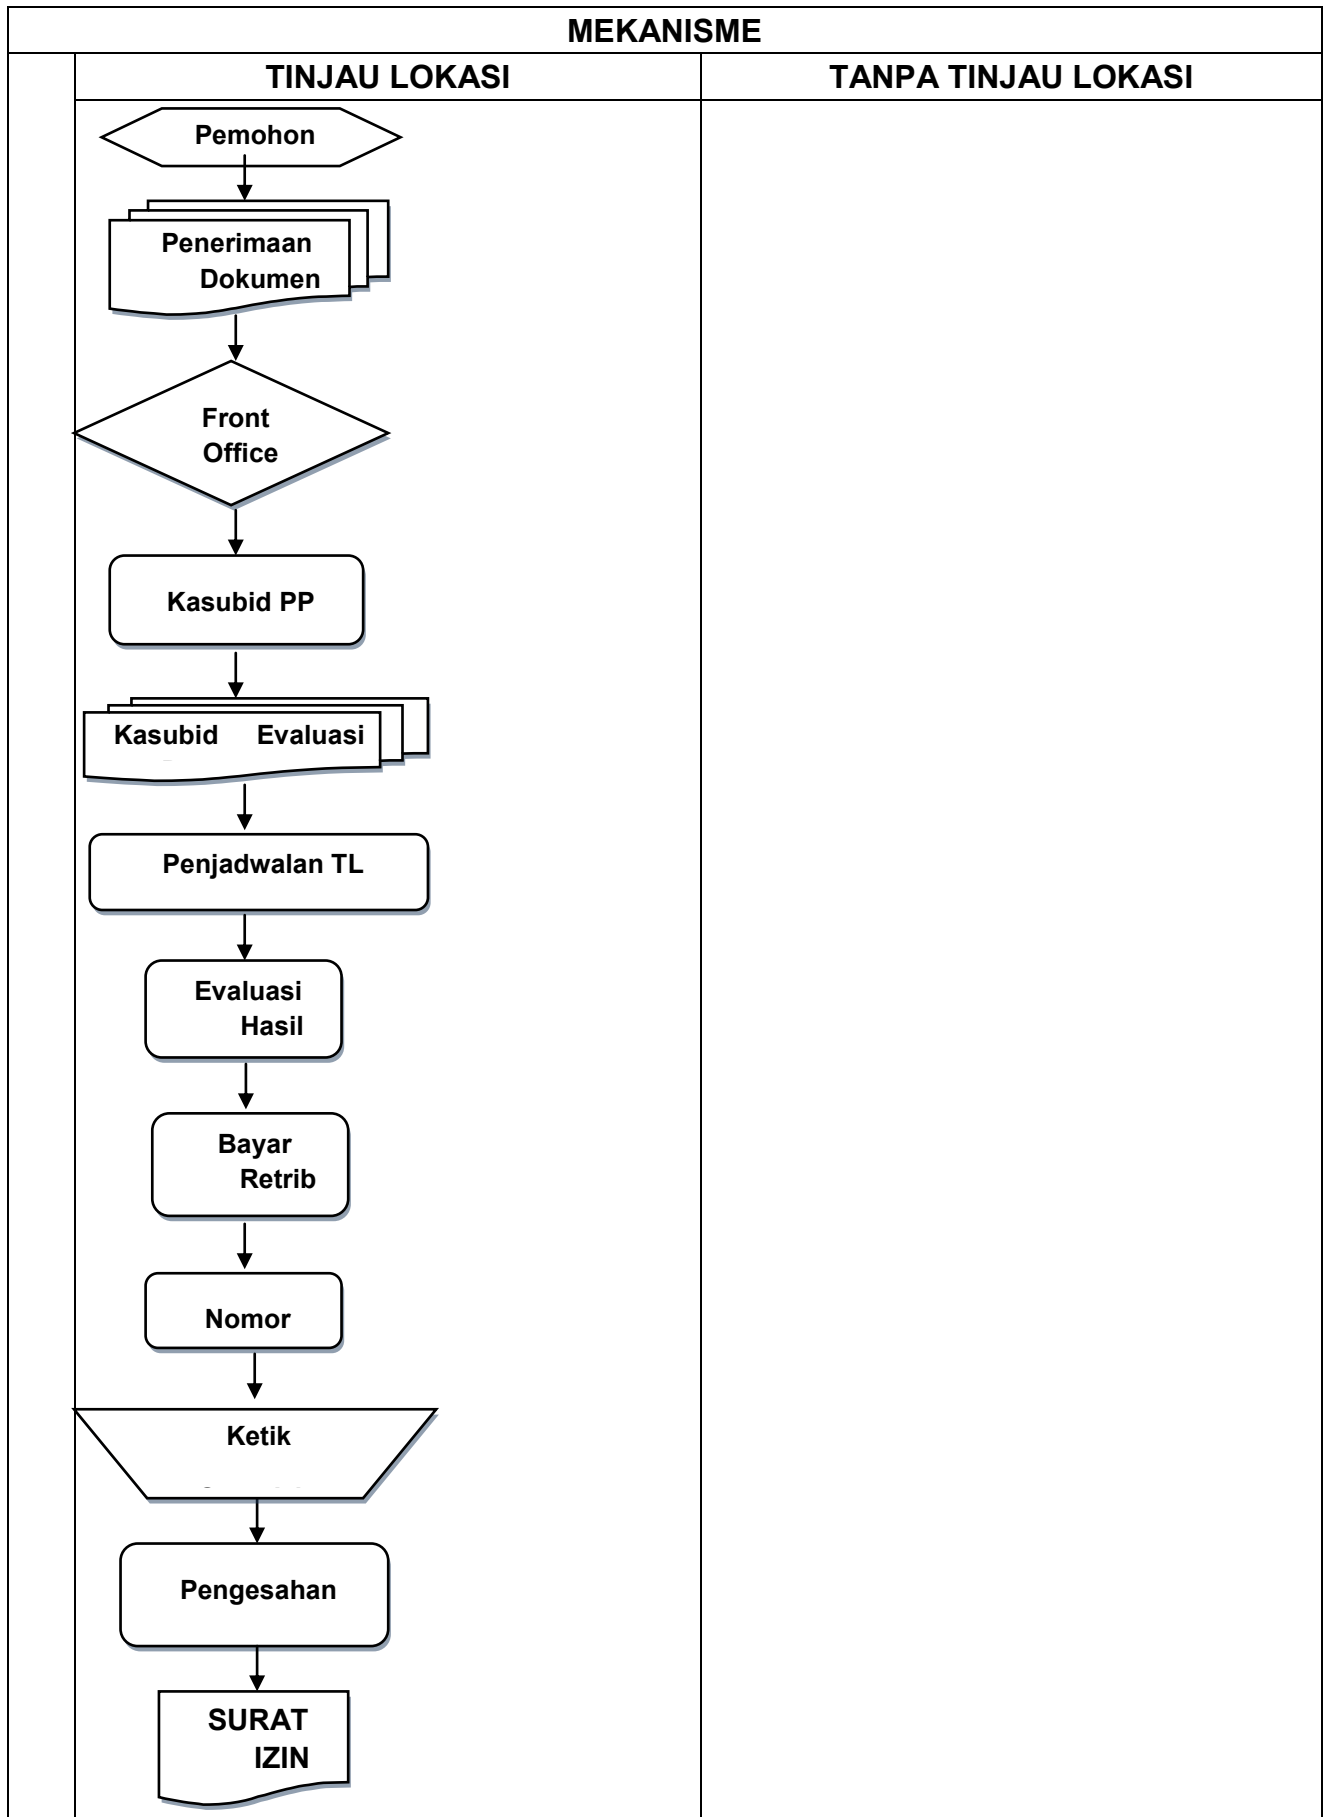 MEKANISME
TINJAU LOKASI
TANPA TINJAU LOKASI
Pemohon
Penerimaan
Dokumen
Front
Office
Kasubid PP
Kasubid Evaluasi
Penjadwalan TL
Evaluasi
Hasil
Bayar
Retrib
Nomor
Ketik
Pengesahan
SURAT
IZIN